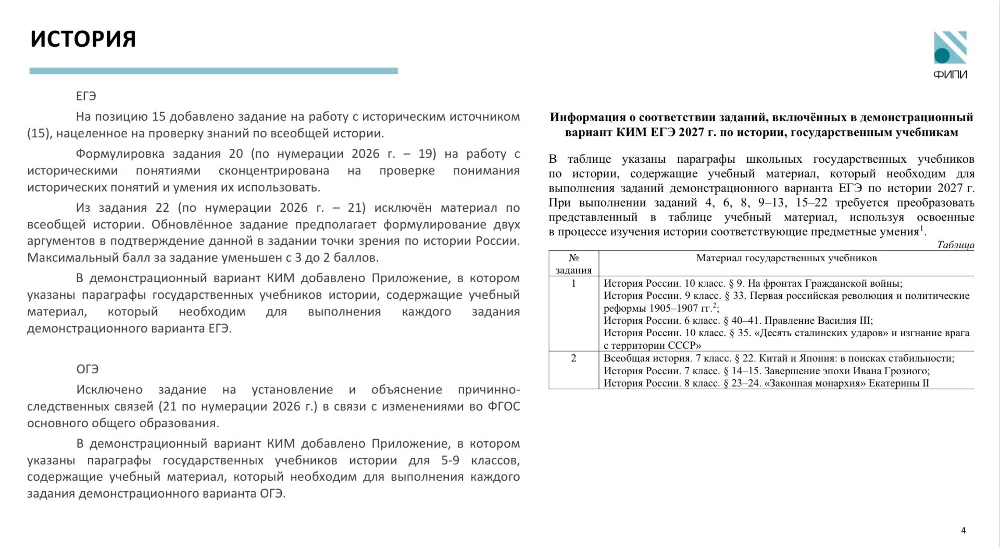 ИСТОРИЯ
ФИПИ
ЕГЭ
На позицию 15 добавлено задание на работу с историческим источником
(15), нацеленное на проверку знаний по всеобщей истории.
Формулировка задания 20 (по нумерации 2026 г. – 19) на работу с
историческими понятиями сконцентрирована на проверке понимания
исторических понятий и умения их использовать.
Из задания 22 (по нумерации 2026 г. – 21) исключён материал по
всеобщей истории. Обновлённое задание предполагает формулирование двух
аргументов в подтверждение данной в задании точки зрения по истории России.
Максимальный балл за задание уменьшен с 3 до 2 баллов.
В демонстрационный вариант КИМ добавлено Приложение, в котором
указаны параграфы государственных учебников истории, содержащие учебный
материал, который необходим для выполнения каждого задания
демонстрационного варианта ЕГЭ.
ОГЭ
Исключено задание на установление и объяснение причинно-
следственных связей (21 по нумерации 2026 г.) в связи с изменениями во ФГОС
основного общего образования.
В демонстрационный вариант КИМ добавлено Приложение, в котором
указаны параграфы государственных учебников истории для 5-9 классов,
содержащие учебный материал, который необходим для выполнения каждого
задания демонстрационного варианта ОГЭ.
Информация о соответствии заданий, включённых в демонстрационный
вариант КИМ ЕГЭ 2027 г. по истории, государственным учебникам
В таблице указаны параграфы школьных государственных учебников
по истории, содержащие учебный материал, который необходим для
выполнения заданий демонстрационного варианта ЕГЭ по истории 2027 г.
При выполнении заданий 4, 6, 8, 9–13, 15–22 требуется преобразовать
представленный в таблице учебный материал, используя освоенные
в процессе изучения истории соответствующие предметные умения¹.
Таблица
№ задания
Материал государственных учебников
1
История России. 10 класс. § 9. На фронтах Гражданской войны;
История России. 9 класс. § 33. Первая российская революция и политические
реформы 1905–1907 гг.²;
История России. 6 класс. § 40–41. Правление Василия III;
История России. 10 класс. § 35. «Десять сталинских ударов» и изгнание врага
с территории СССР»
2
Всеобщая история. 7 класс. § 22. Китай и Япония: в поисках стабильности;
История России. 7 класс. § 14–15. Завершение эпохи Ивана Грозного;
История России. 8 класс. § 23–24. «Законная монархия» Екатерины II
4